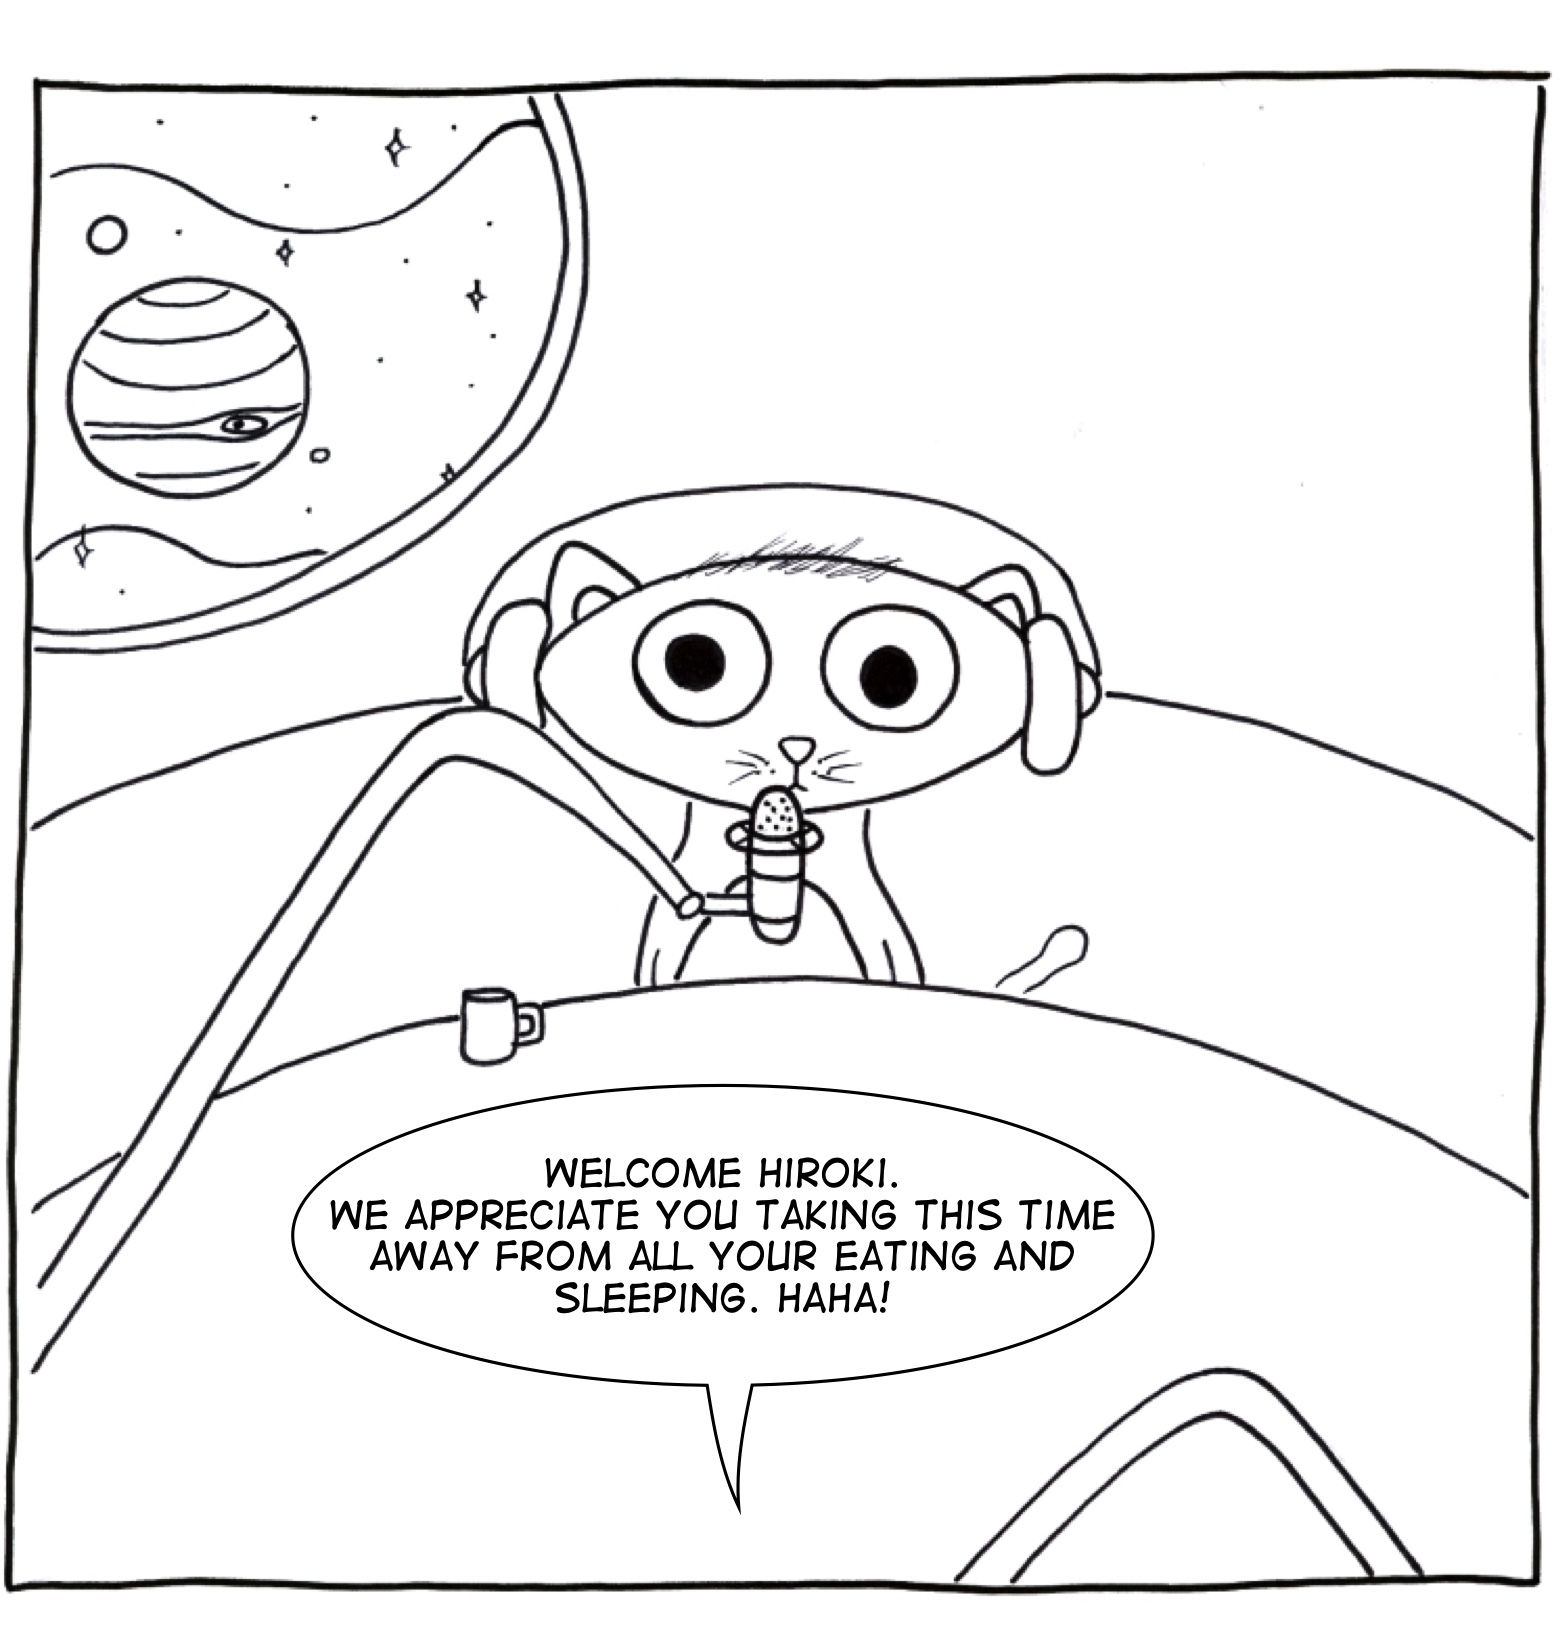 WELCOME HIROKI.
WE APPRECIATE YOU TAKING THIS TIME
AWAY FROM ALL YOUR EATING AND
SLEEPING. HAHA!